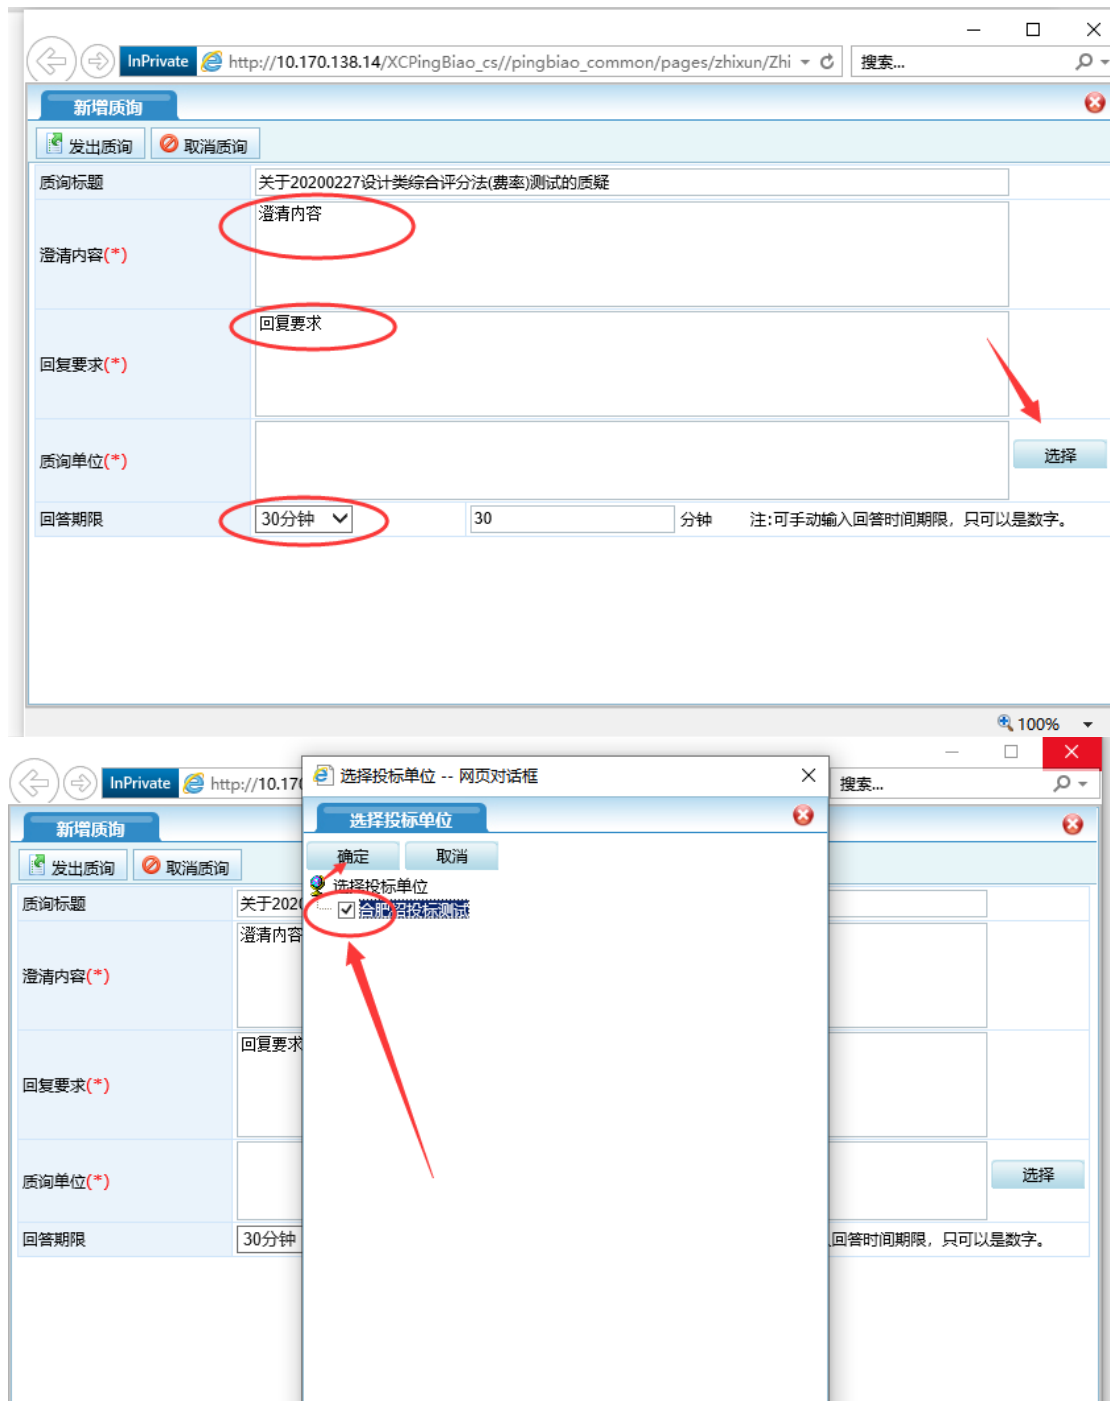 InPrivate http://10.170.138.14/XCPingBiao_cs//pingbiao_common/pages/zhixun/Zhi 搜索...
新增质询
发出质询 取消质询
质询标题 关于20200227设计类综合评分法(费率)测试的质疑
澄清内容
澄清内容(*)
回复要求
回复要求(*)
质询单位(*) 选择
回答期限 30分钟 30 分钟 注:可手动输入回答时间期限，只可以是数字。
100%
选择投标单位 -- 网页对话框
InPrivate http://10.170 搜索...
新增质询 选择投标单位
发出质询 取消质询 确定 取消
选择投标单位
质询标题 关于2020 合肥招投标测试
澄清内容
澄清内容(*)
回复要求
回复要求(*)
质询单位(*) 选择
回答期限 30分钟 回答时间期限，只可以是数字。